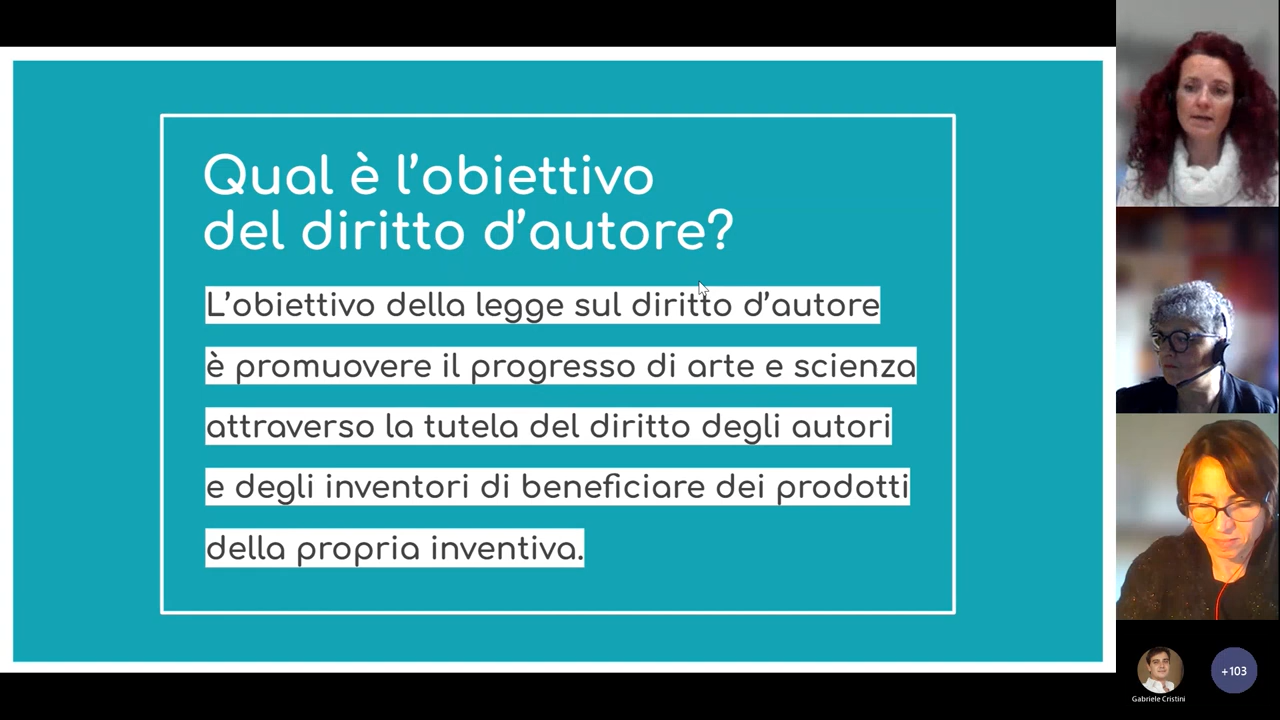 Qual è l’obiettivo
del diritto d’autore?
L’obiettivo della legge sul diritto d’autore
è promuovere il progresso di arte e scienza
attraverso la tutela del diritto degli autori
e degli inventori di beneficiare dei prodotti
della propria inventiva.
+103
Gabriele Cristini